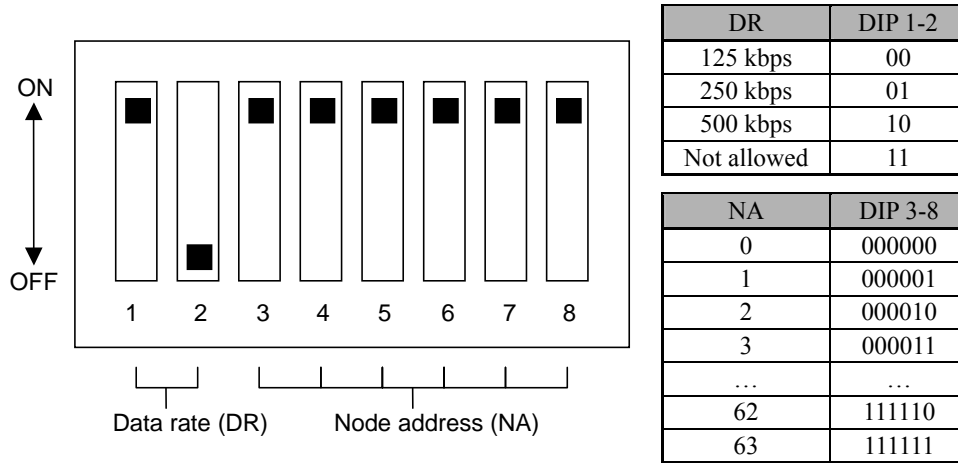 ON
OFF
1 2 3 4 5 6 7 8
Data rate (DR) Node address (NA)
DR DIP 1-2
125 kbps 00
250 kbps 01
500 kbps 10
Not allowed 11
NA DIP 3-8
0 000000
1 000001
2 000010
3 000011
… …
62 111110
63 111111